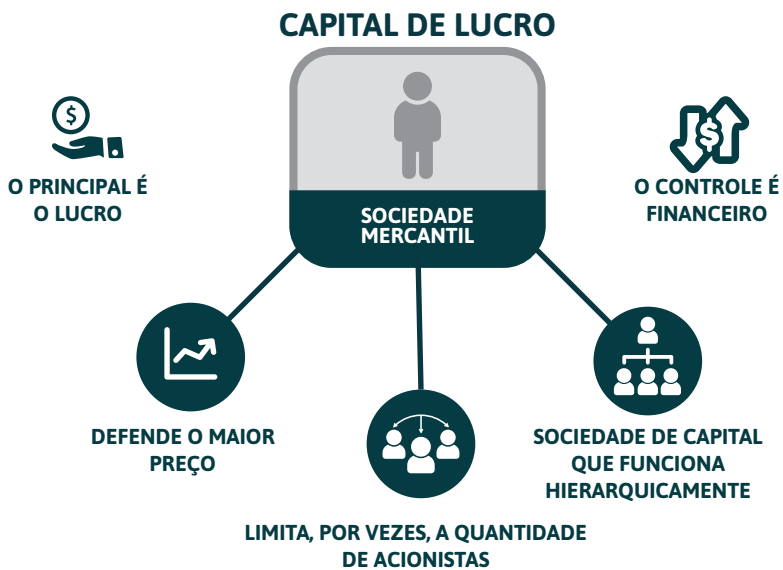 CAPITAL DE LUCRO
O PRINCIPAL É
O LUCRO
O CONTROLE É
FINANCEIRO
SOCIEDADE
MERCANTIL
DEFENDE O MAIOR
PREÇO
SOCIEDADE DE CAPITAL
QUE FUNCIONA
HIERARQUICAMENTE
LIMITA, POR VEZES, A QUANTIDADE
DE ACIONISTAS